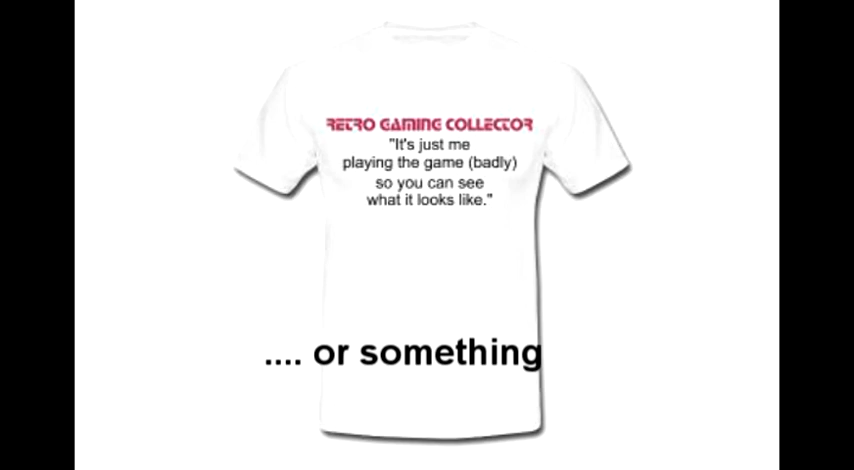 RETRO GAMING COLLECTOR
"It's just me
playing the game (badly)
so you can see
what it looks like."
.... or something